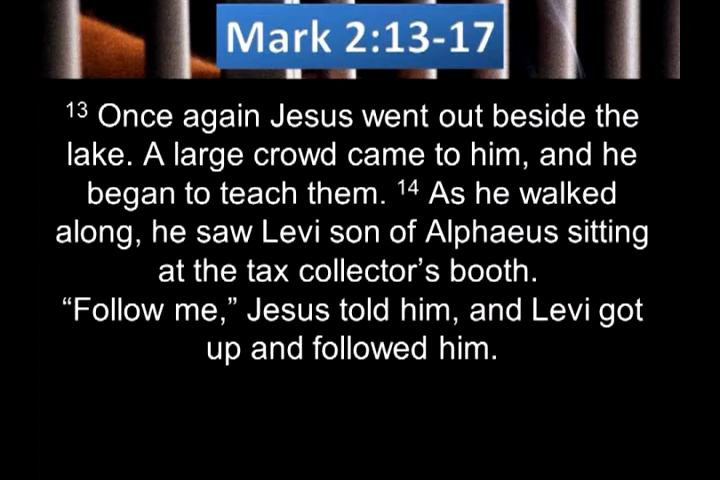 Mark 2:13-17
13 Once again Jesus went out beside the
lake. A large crowd came to him, and he
began to teach them. 14 As he walked
along, he saw Levi son of Alphaeus sitting
at the tax collector’s booth.
“Follow me,” Jesus told him, and Levi got
up and followed him.